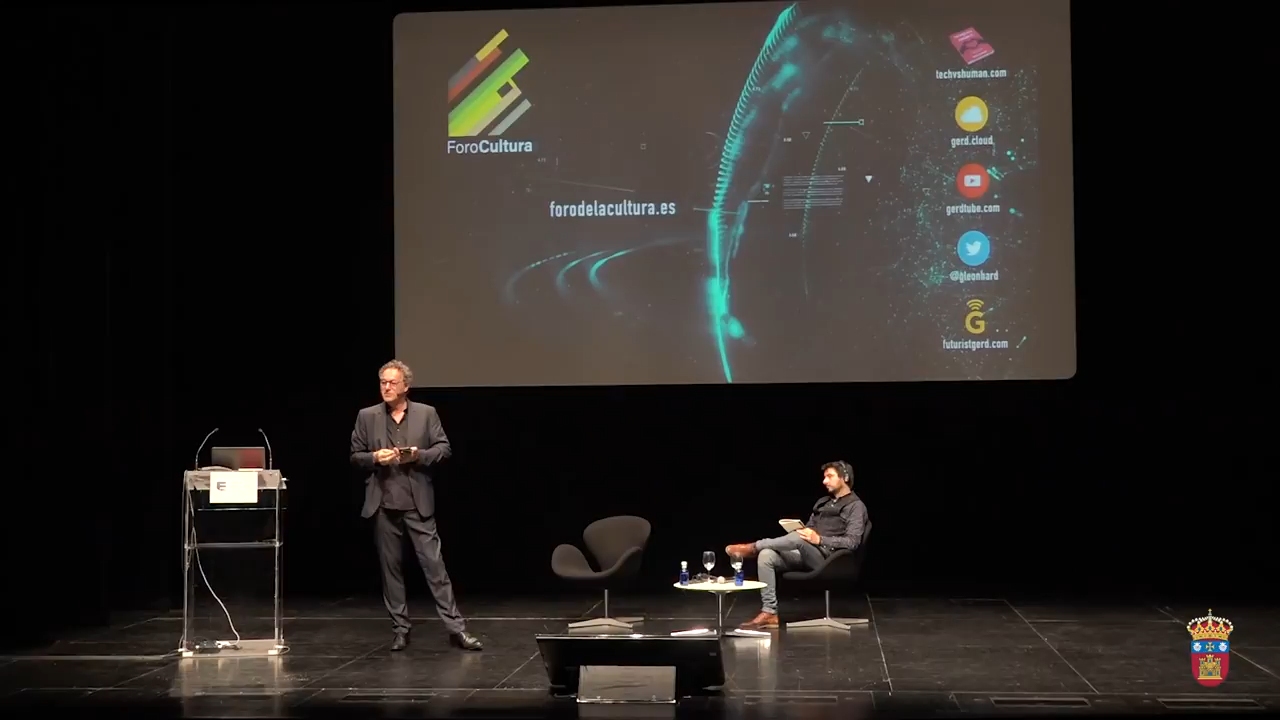 ForoCultura
forodelacultura.es
techvshuman.com
gerd.cloud
gerdtube.com
@gleonhard
G
futuristgerd.com